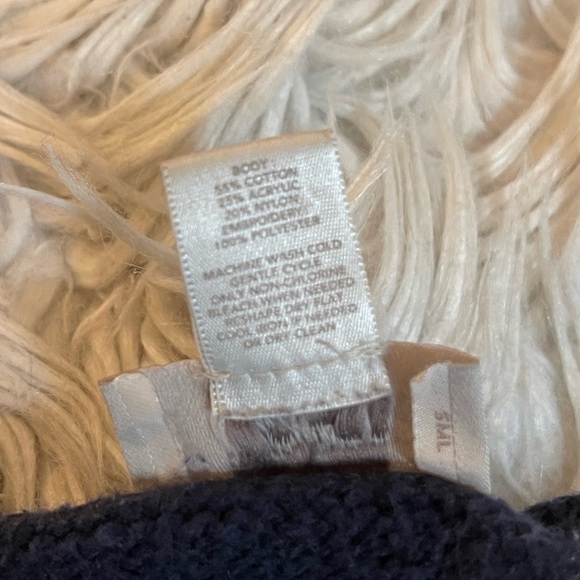 BODY
55% COTTON
25% ACRYLIC
20% NYLON
EMBROIDERY
100% POLYESTER
MACHINE WASH COLD
GENTLE CYCLE
ONLY NON-CHLORINE
BLEACH WHEN NEEDED
RESHAPE DRY FLAT
COOL IRON IF NEEDED
OR DRY CLEAN